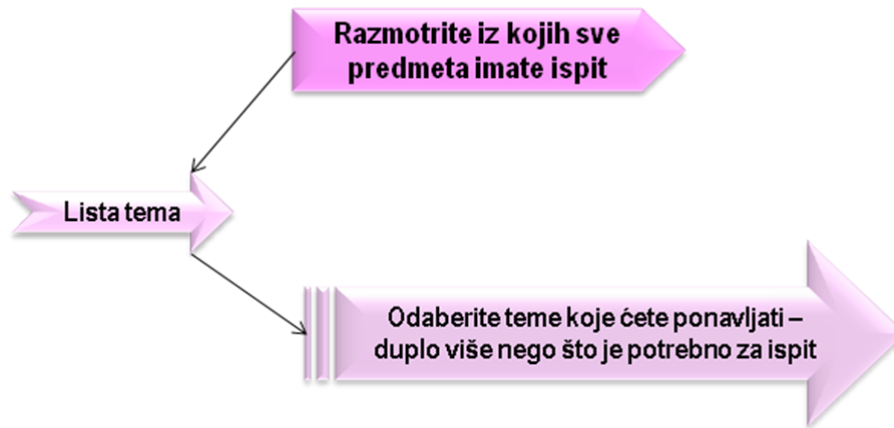 Razmotrite iz kojih sve
predmeta imate ispit
Lista tema
Odaberite teme koje ćete ponavljati –
duplo više nego što je potrebno za ispit